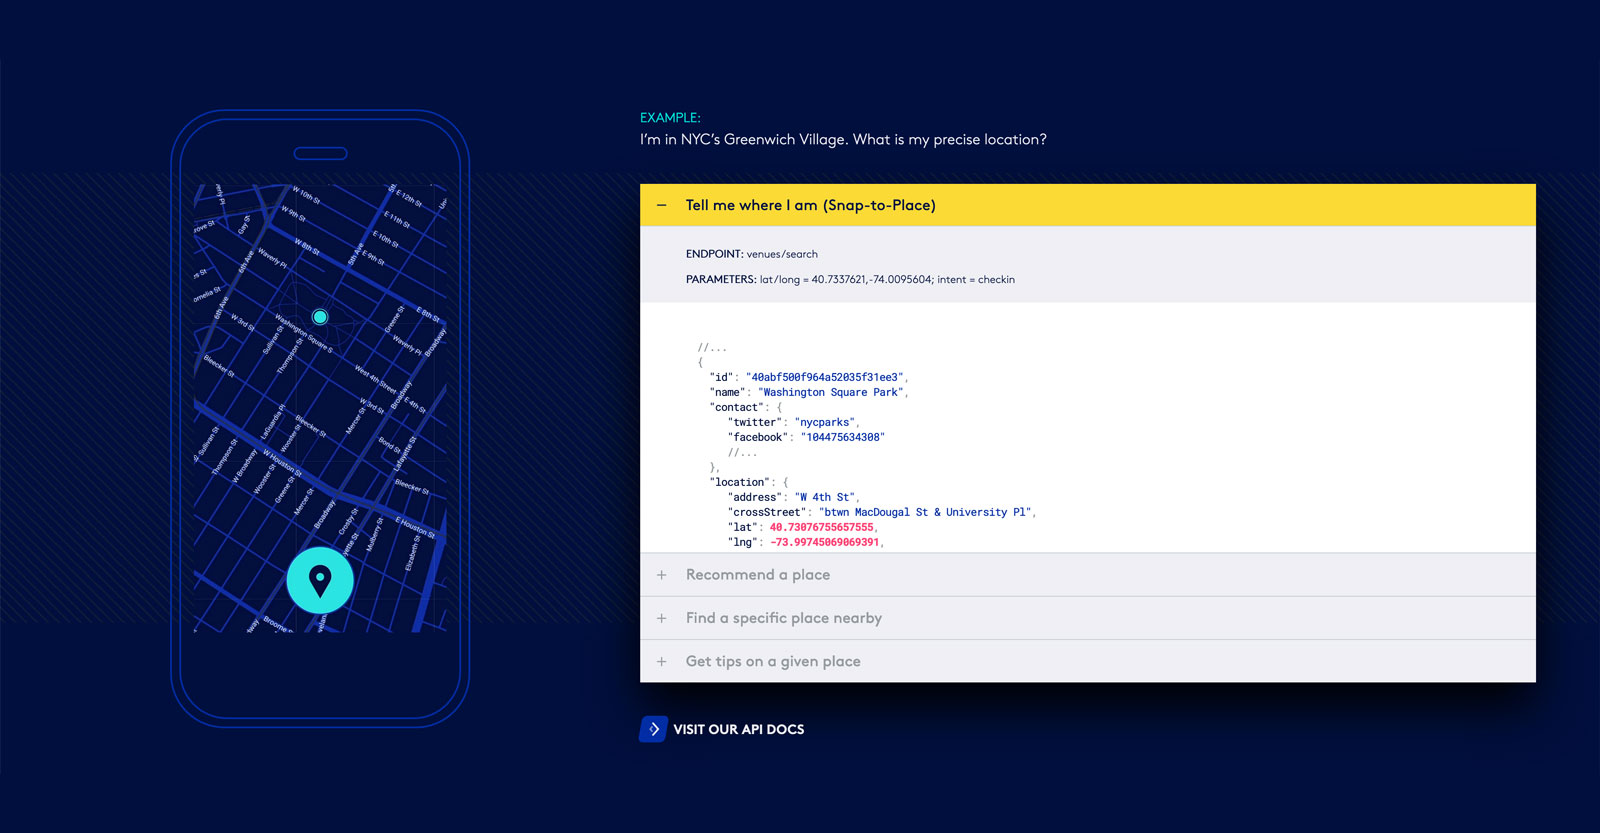 EXAMPLE:
I'm in NYC's Greenwich Village. What is my precise location?
− Tell me where I am (Snap-to-Place)
ENDPOINT: venues/search
PARAMETERS: lat/long = 40.7337621,-74.0095604; intent = checkin
//...
{
"id": "40abf500f964a52035f31ee3",
"name": "Washington Square Park",
"contact": {
"twitter": "nycparks",
"facebook": "104475634308"
//...
},
"location": {
"address": "W 4th St",
"crossStreet": "btwn MacDougal St & University Pl",
"lat": 40.73076755657555,
"lng": -73.99745069069391,
+ Recommend a place
+ Find a specific place nearby
+ Get tips on a given place
VISIT OUR API DOCS
W 10th St
E 12th St
W 9th St
E 11th St
Gay St
E 10th St
W 8th St
5th Ave
E 9th St
Waverly Pl
6th Ave
6th Ave
W 3rd St
Washington Square S
Greene St
E 8th St
Sullivan St
Thompson St
Waverly Pl
Broadway
Bleecker St
West 4th Street
Broadway
W 3rd St
E 4th St
Mercer St
LaGuardia Pl
Bleecker St
Wooster St
Bond St
Lafayette St
Sullivan St
Thompson St
W Broadway
W Houston St
Wooster St
Greene St
Mercer St
Bleecker St
Broadway
Crosby St
Mulberry St
E Houston St
Elizabeth St
Broome